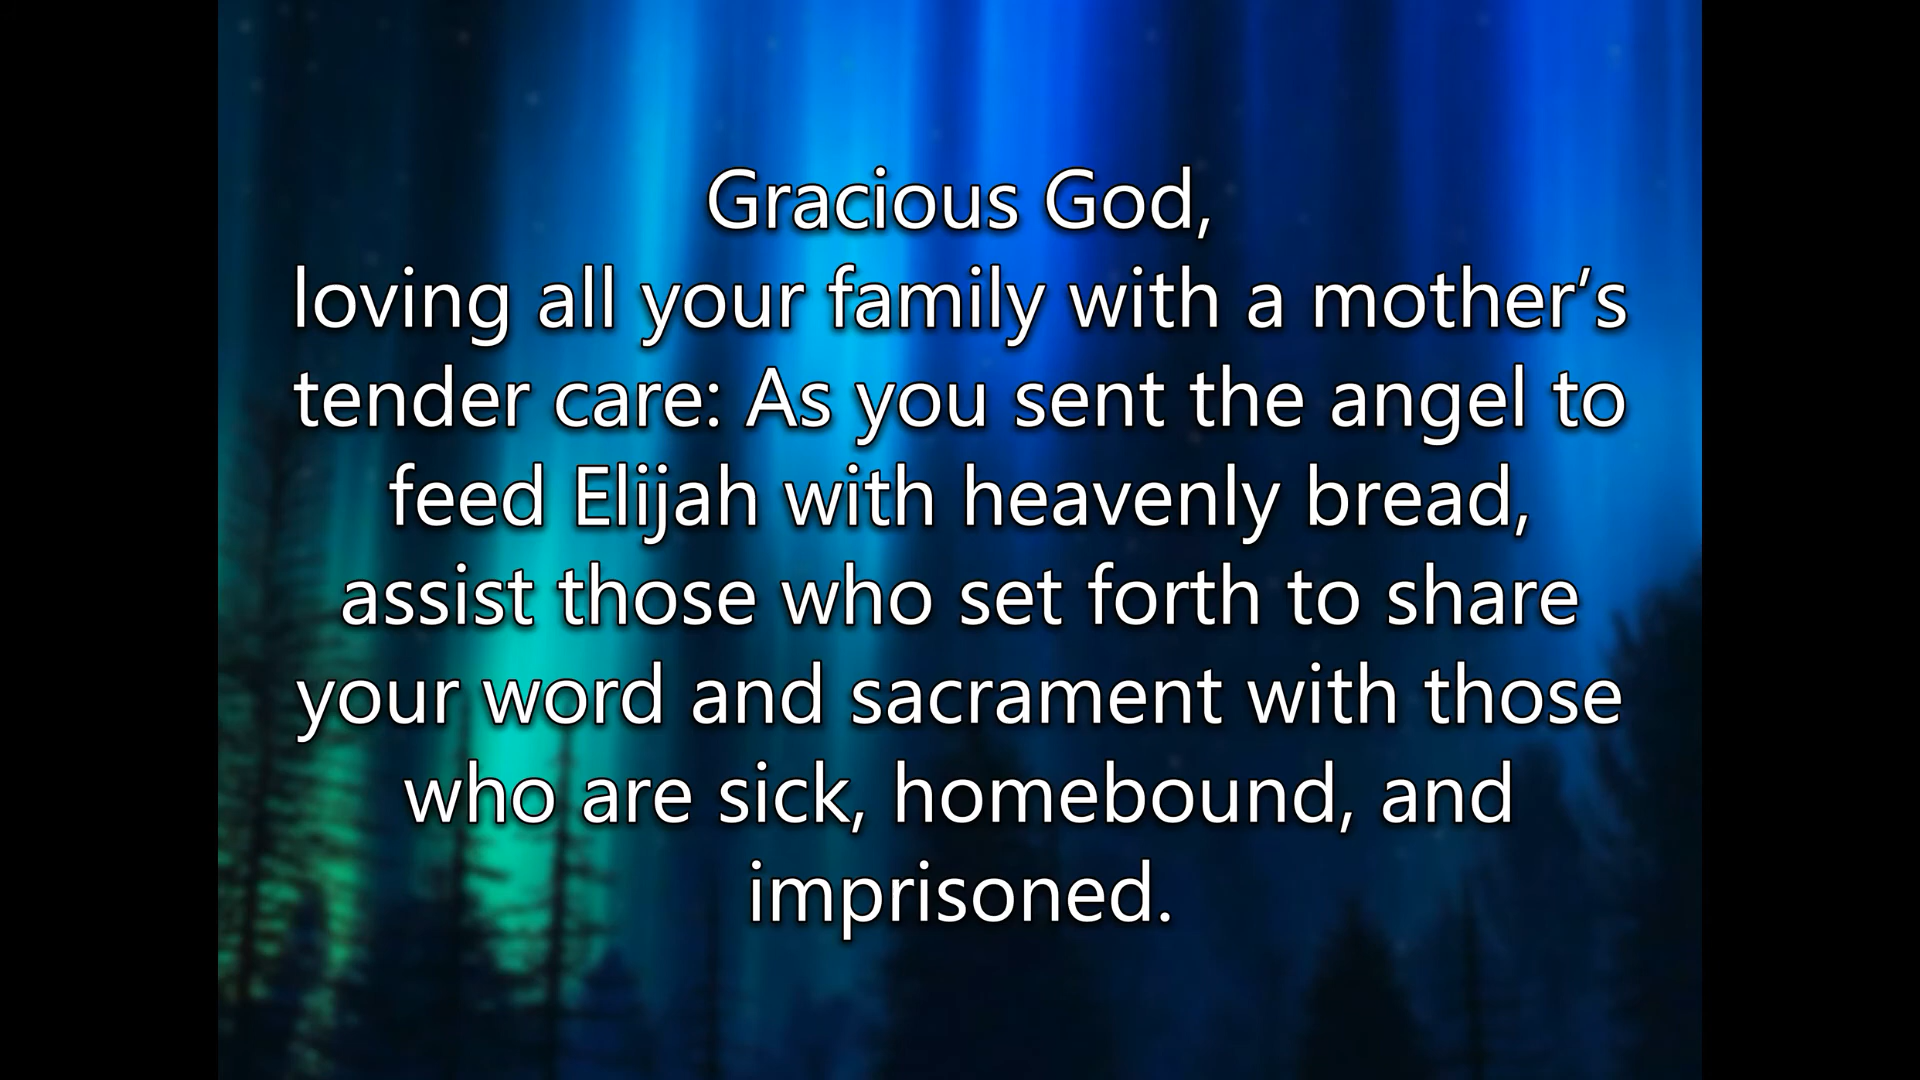 Gracious God,
loving all your family with a mother’s
tender care: As you sent the angel to
feed Elijah with heavenly bread,
assist those who set forth to share
your word and sacrament with those
who are sick, homebound, and
imprisoned.